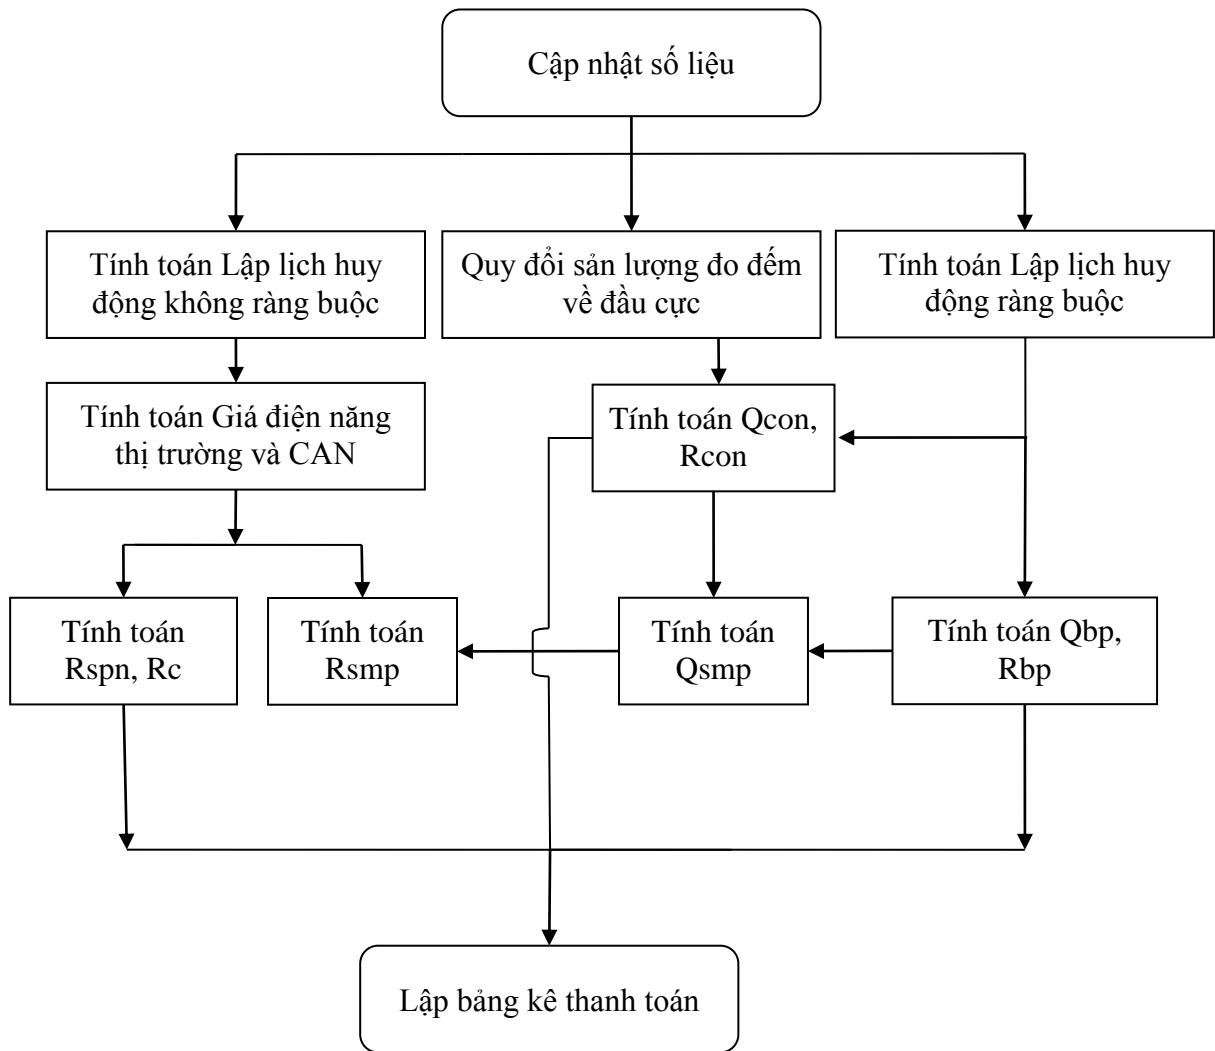 Cập nhật số liệu
Tính toán Lập lịch huy
động không ràng buộc
Quy đổi sản lượng đo đếm
về đầu cực
Tính toán Lập lịch huy
động ràng buộc
Tính toán Giá điện năng
thị trường và CAN
Tính toán Qcon,
Rcon
Tính toán
Rspn, Rc
Tính toán
Rsmp
Tính toán
Qsmp
Tính toán Qbp,
Rbp
Lập bảng kê thanh toán